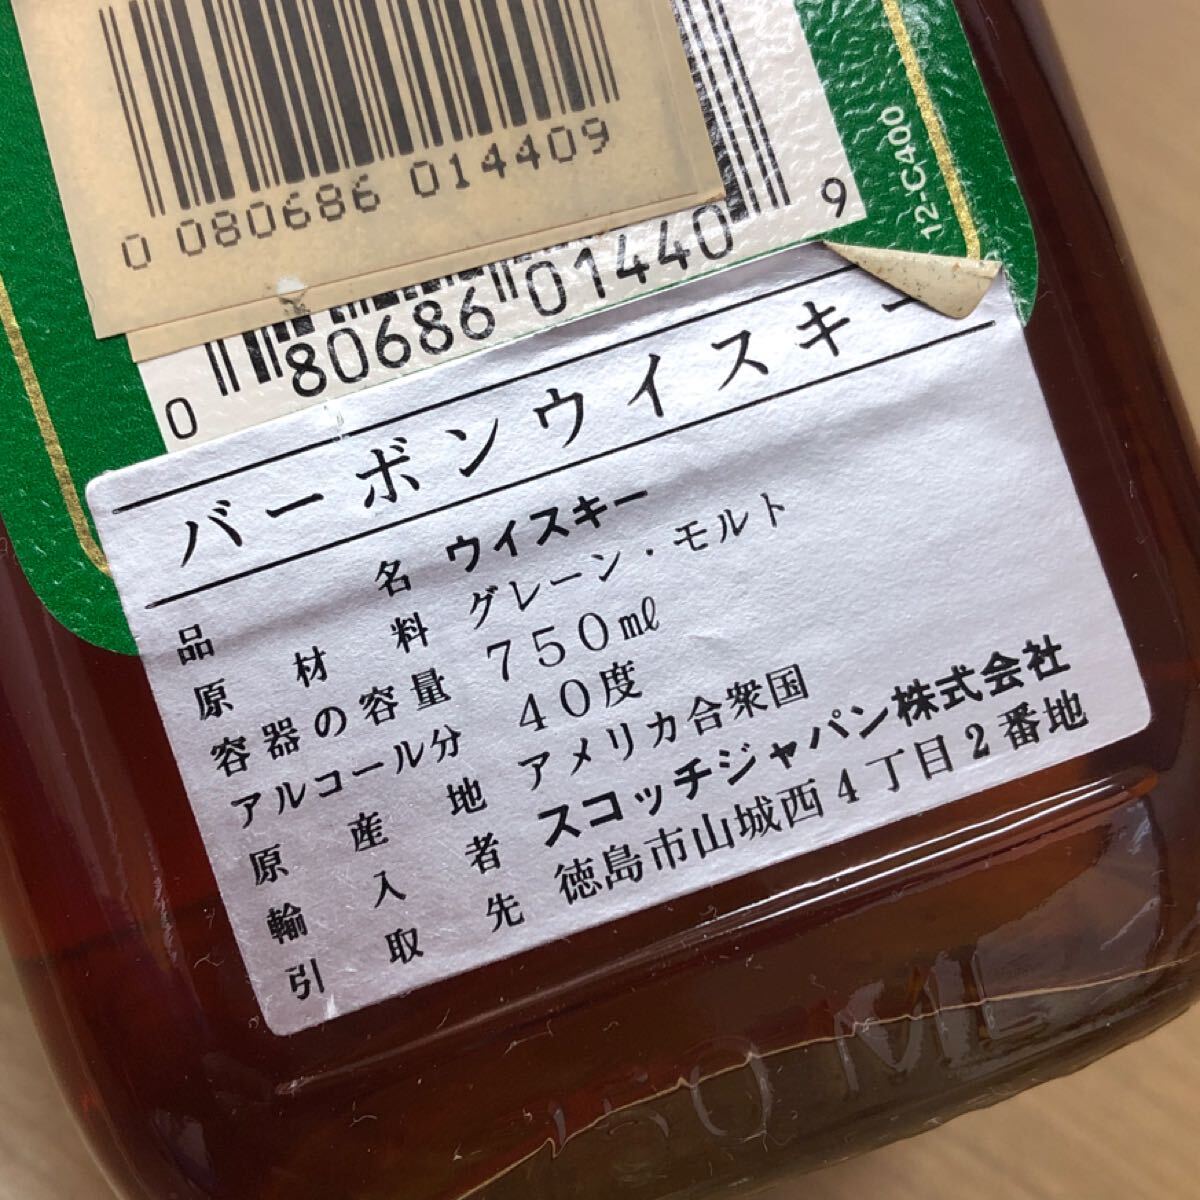 0 080686 014409
0 80686 01440 9
12-C400
バーボンウイスキー
品名 ウイスキー
原材料 グレーン・モルト
容器の容量 750㎖
アルコール分 40度
原産地 アメリカ合衆国
輸入者 スコッチジャパン株式会社
引取先 徳島市山城西4丁目2番地
750 ML